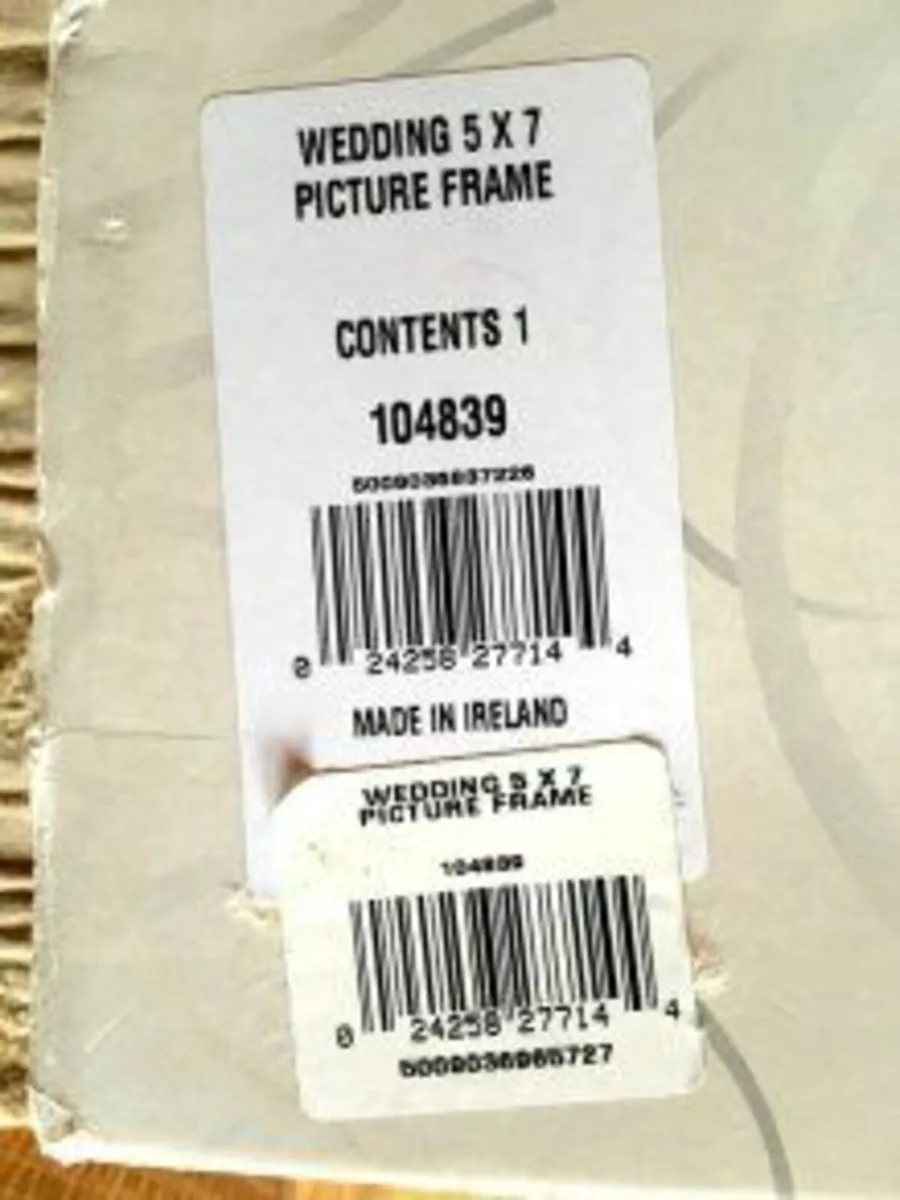 WEDDING 5 X 7
PICTURE FRAME
CONTENTS 1
104839
0 24258 27714 4
MADE IN IRELAND
WEDDING 5 X 7
PICTURE FRAME
104839
0 24258 27714 4